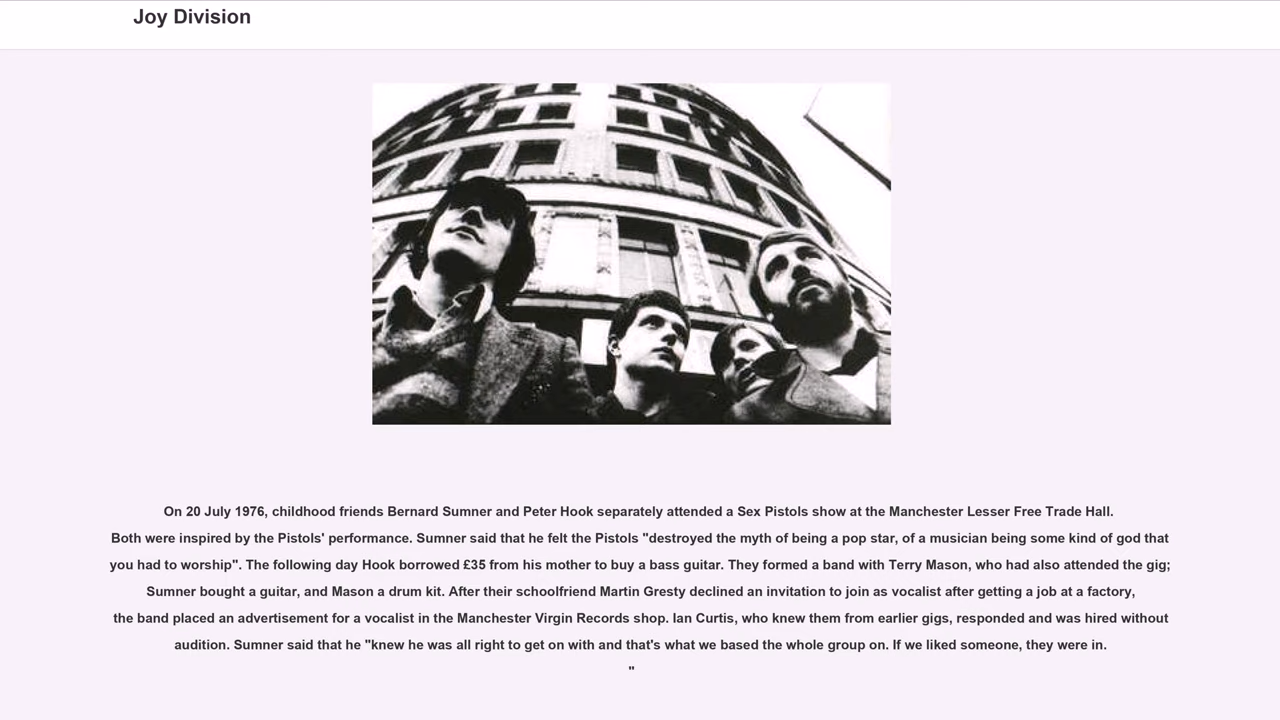 Joy Division
On 20 July 1976, childhood friends Bernard Sumner and Peter Hook separately attended a Sex Pistols show at the Manchester Lesser Free Trade Hall.
Both were inspired by the Pistols' performance. Sumner said that he felt the Pistols "destroyed the myth of being a pop star, of a musician being some kind of god that
you had to worship". The following day Hook borrowed £35 from his mother to buy a bass guitar. They formed a band with Terry Mason, who had also attended the gig;
Sumner bought a guitar, and Mason a drum kit. After their schoolfriend Martin Gresty declined an invitation to join as vocalist after getting a job at a factory,
the band placed an advertisement for a vocalist in the Manchester Virgin Records shop. Ian Curtis, who knew them from earlier gigs, responded and was hired without
audition. Sumner said that he "knew he was all right to get on with and that's what we based the whole group on. If we liked someone, they were in.
"